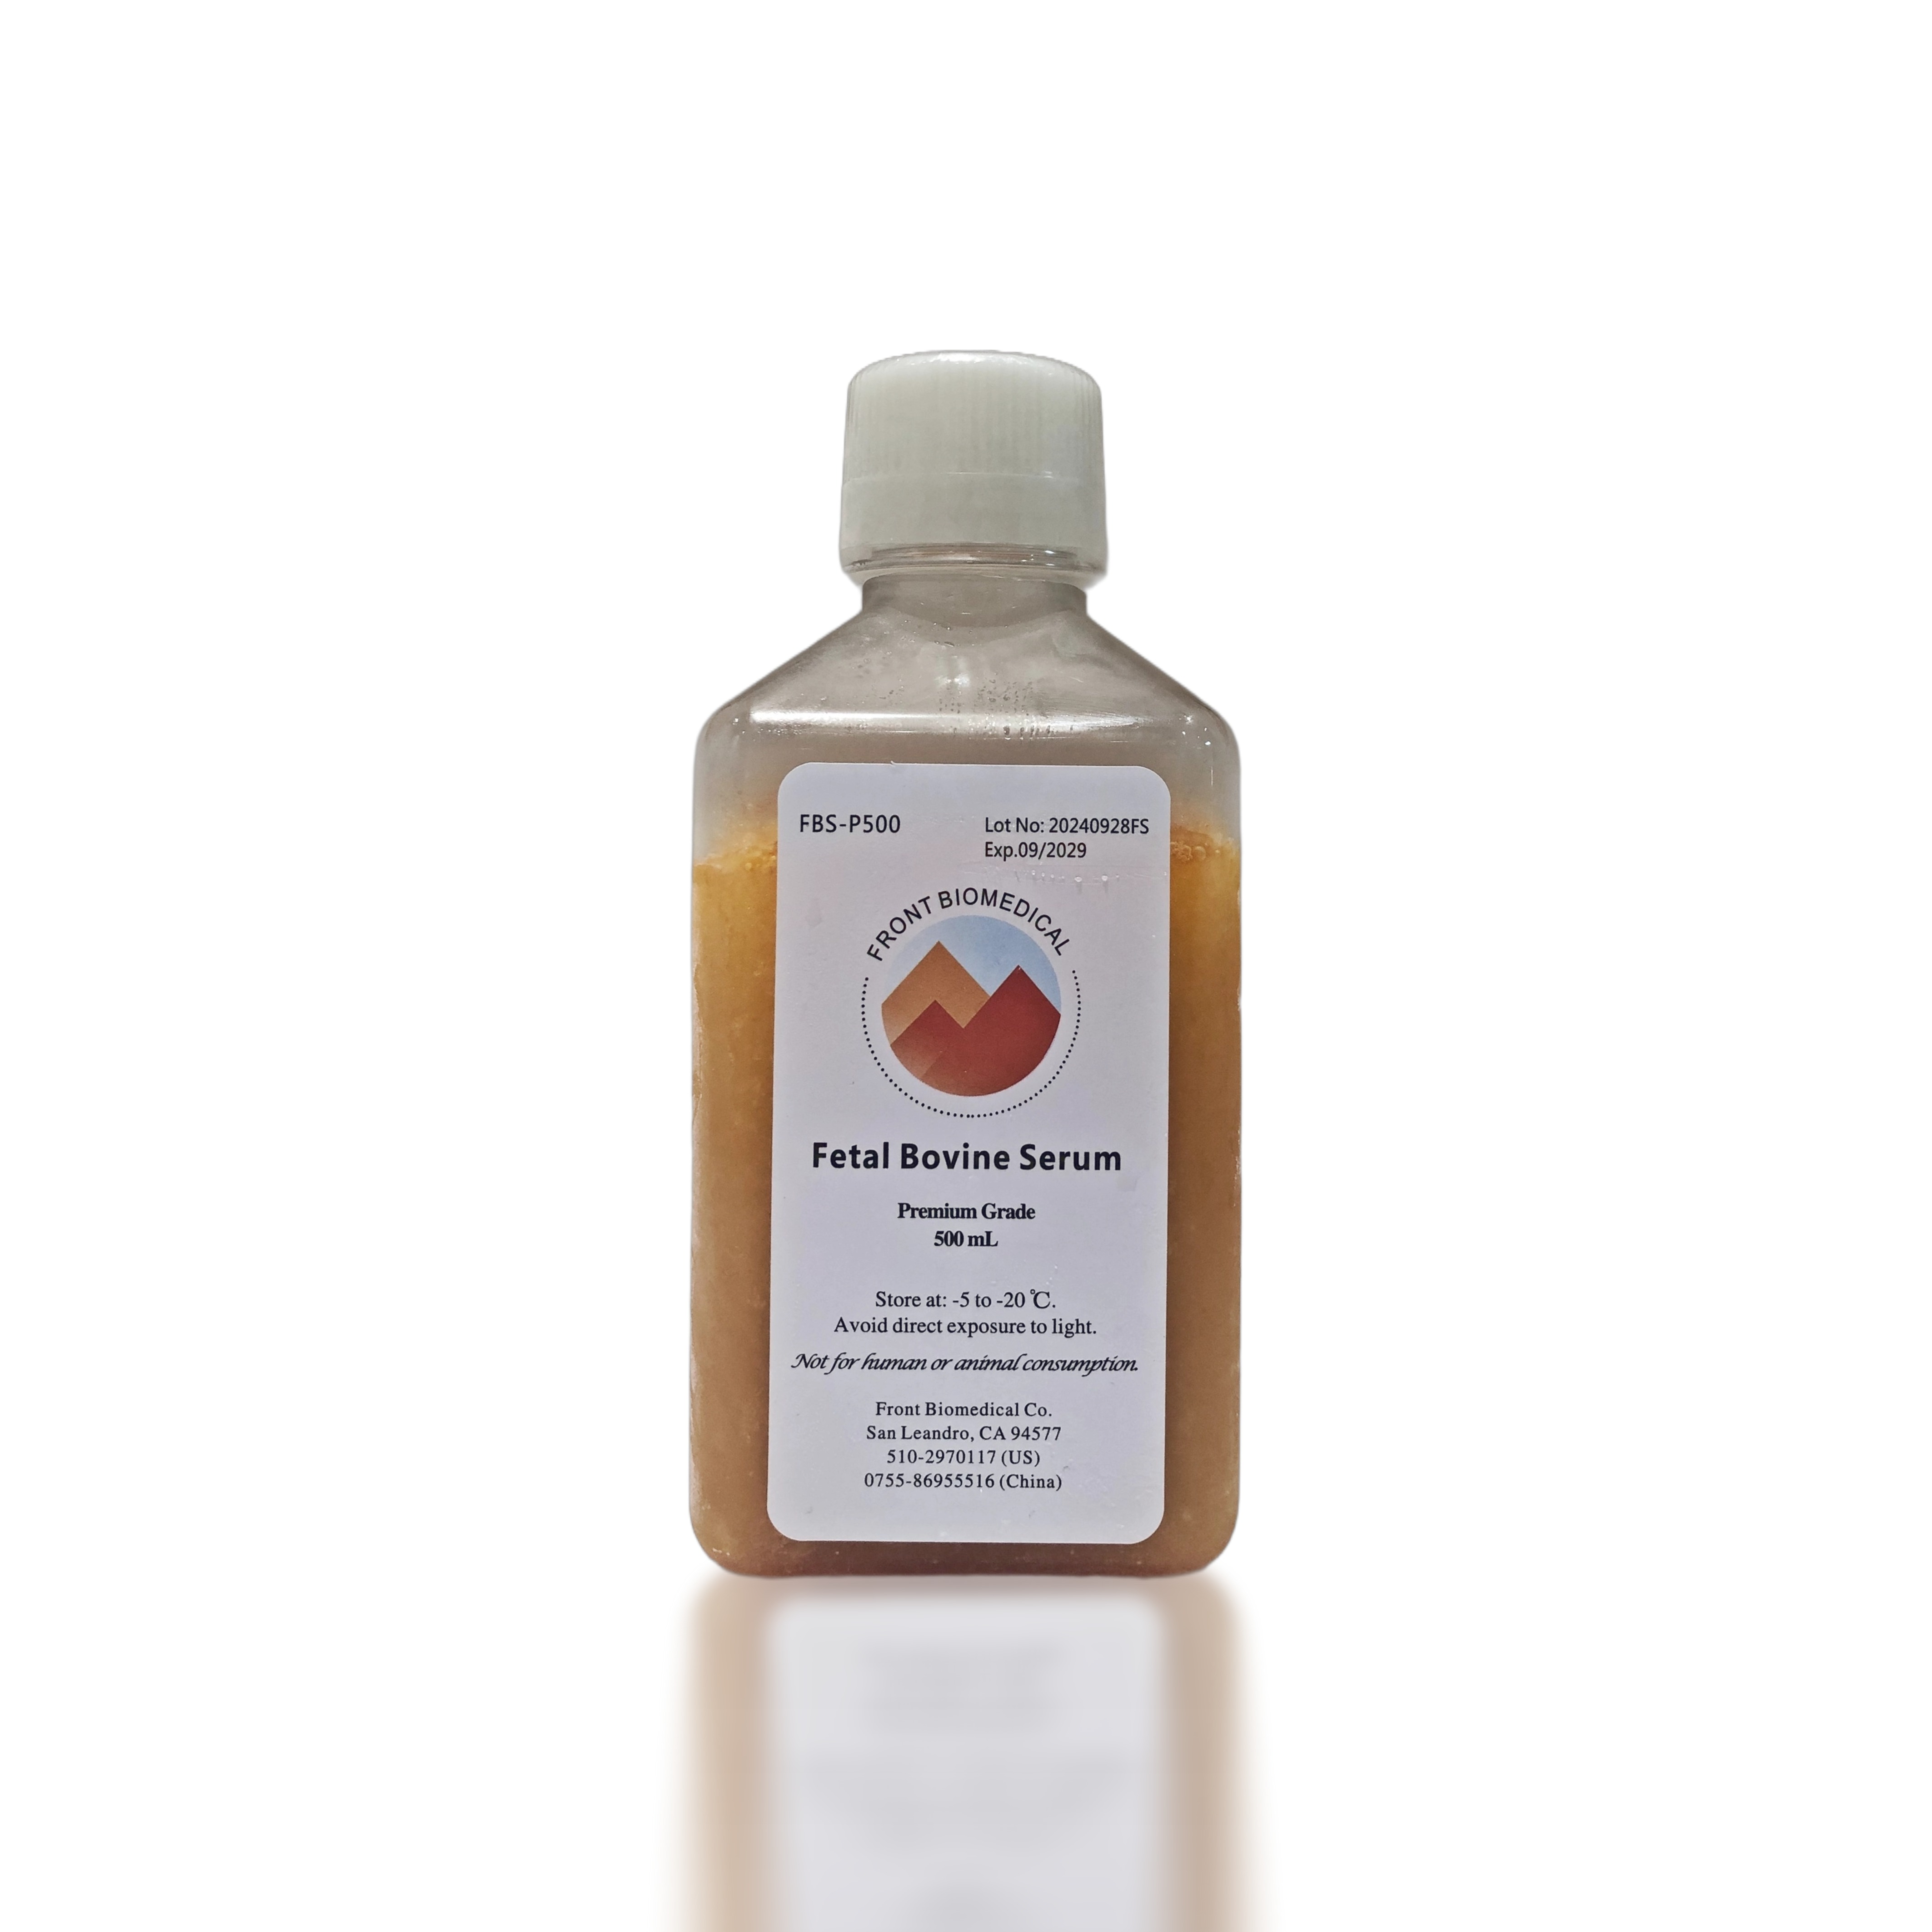 FBS-P500
Lot No: 20240928FS
Exp.09/2029
FRONT BIOMEDICAL
Fetal Bovine Serum
Premium Grade
500 mL
Store at: -5 to -20 ℃.
Avoid direct exposure to light.
Not for human or animal consumption.
Front Biomedical Co.
San Leandro, CA 94577
510-2970117 (US)
0755-86955516 (China)